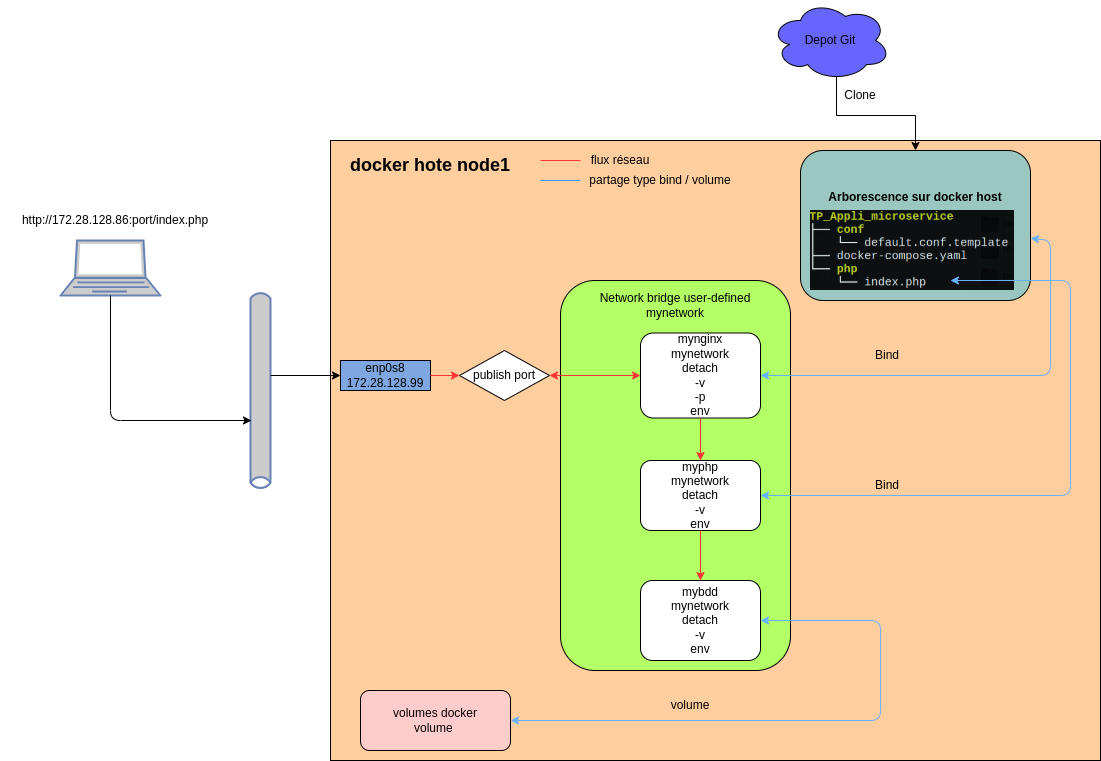 Depot Git
Clone
docker hote node1
flux réseau
partage type bind / volume
Arborescence sur docker host
TP_Appli_microservice
conf
default.conf.template
docker-compose.yaml
php
index.php
http://172.28.128.86:port/index.php
Network bridge user-defined
mynetwork
mynginx
mynetwork
detach
-v
-p
env
Bind
enp0s8
172.28.128.99
publish port
myphp
mynetwork
detach
-v
env
Bind
mybdd
mynetwork
detach
-v
env
volumes docker
volume
volume